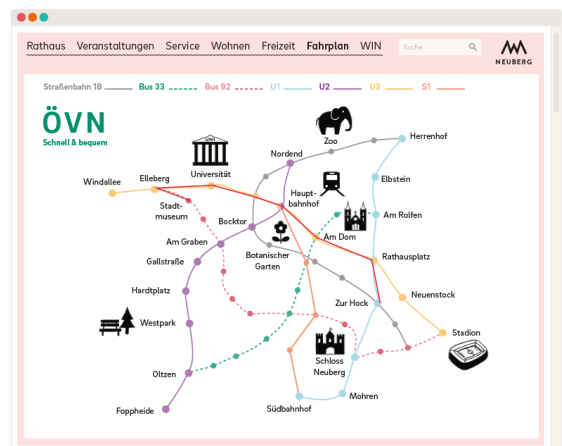 Rathaus Veranstaltungen Service Wohnen Freizeit Fahrplan WIN
Suche
NEUBERG
Straßenbahn 18 Bus 33 Bus 92 U1 U2 U3 S1
ÖVN
Schnell & bequem
Zoo
Herrenhof
UNI
Universität
Nordend
Windallee
Elleberg
Elbstein
Stadt-
museum
Haupt-
bahnhof
Bocktor
Am Rolfen
Am Graben
Am Dom
Gallstraße
Botanischer
Garten
Rathausplatz
Hardtplatz
Zur Hock
Neuenstock
Westpark
Stadion
Schloss
Neuberg
Oltzen
Mohren
Foppheide
Südbahnhof